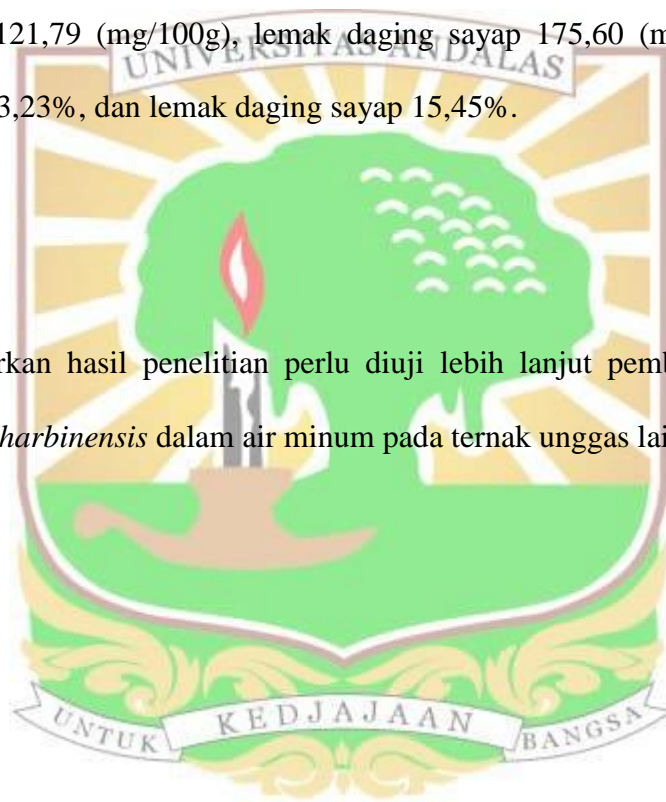 121,79 (mg/100g), lemak daging sayap 175,60 (m
UNIVERSITAS ANDALAS
3,23%, dan lemak daging sayap 15,45%.
rkan hasil penelitian perlu diuji lebih lanjut pemb
harbinensis dalam air minum pada ternak unggas lai
UNTUK KEDJAJAAN BANGSA